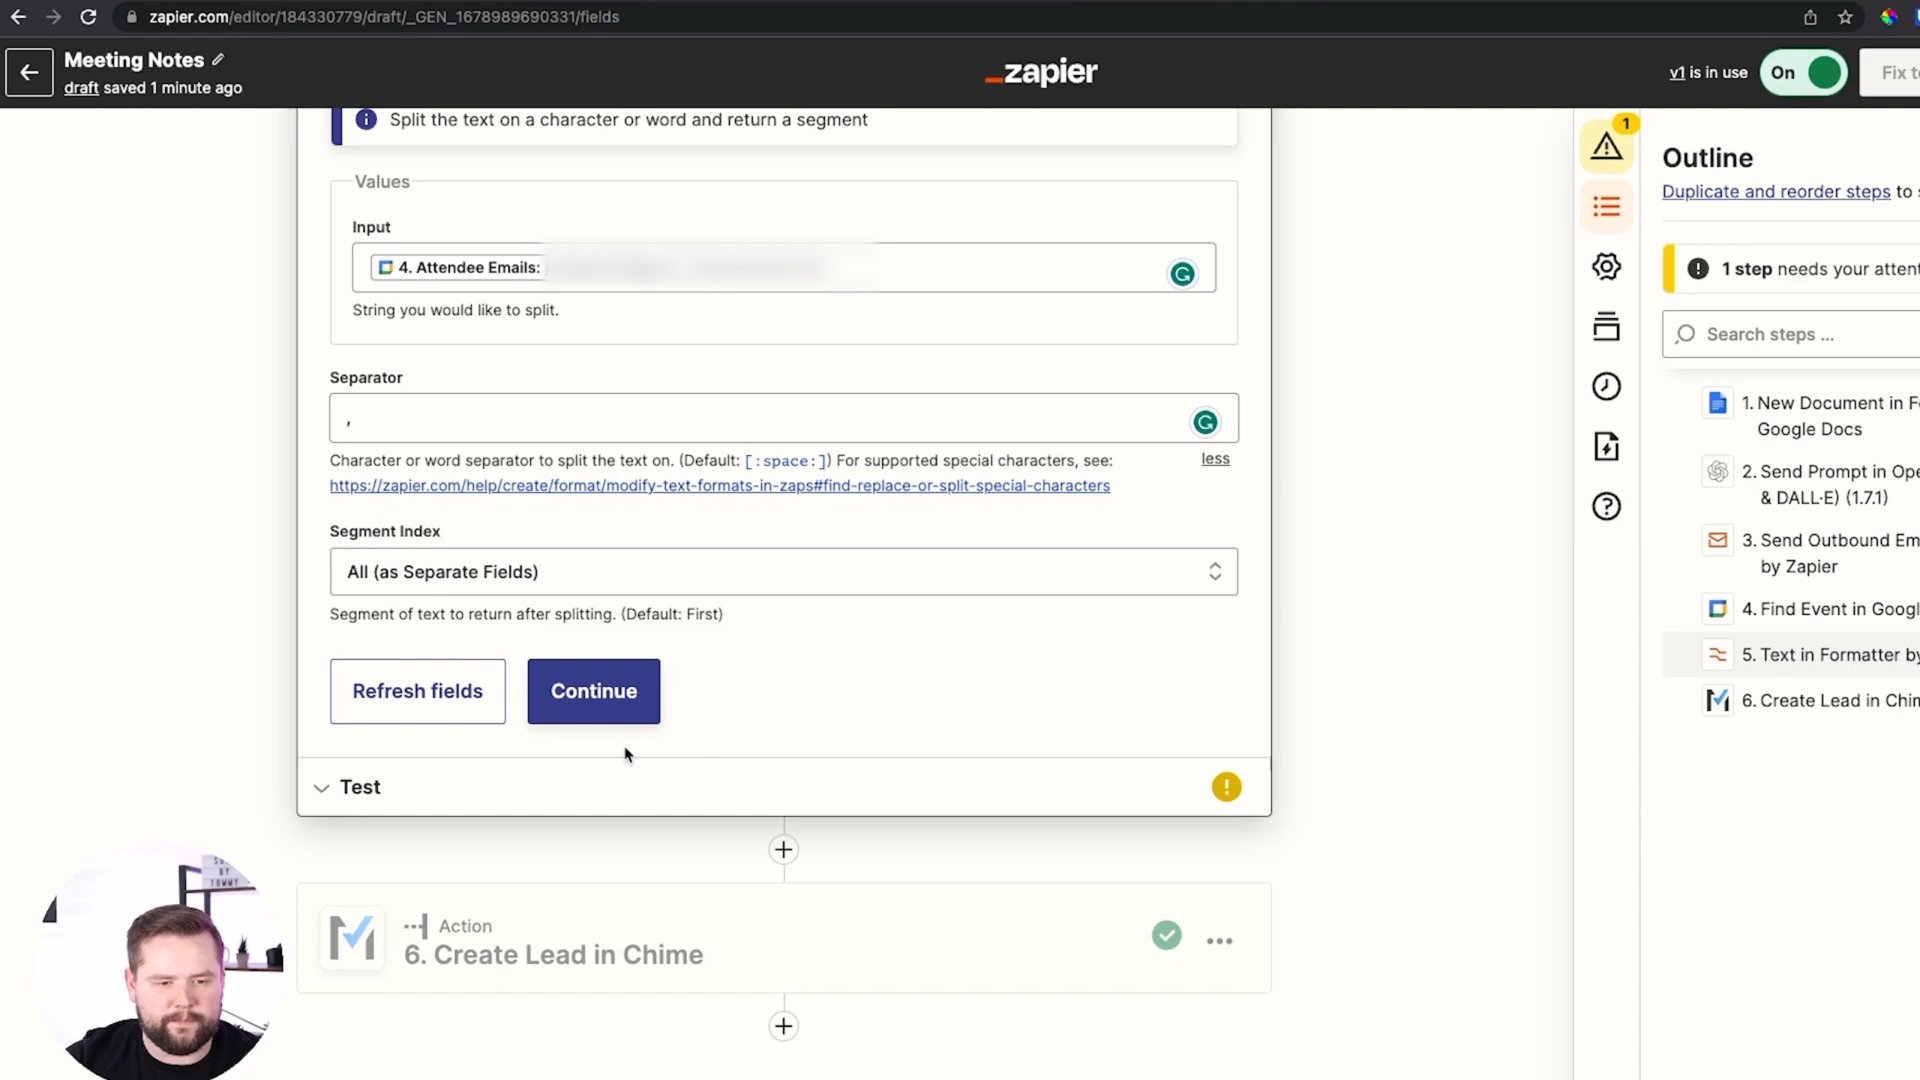 zapier.com/editor/184330779/draft/_GEN_1678989690331/fields
Meeting Notes
draft saved 1 minute ago
zapier
v1 is in use
On
Fix to
Split the text on a character or word and return a segment
Values
Input
4. Attendee Emails:
String you would like to split.
Separator
,
Character or word separator to split the text on. (Default: [:space:]) For supported special characters, see:
less
https://zapier.com/help/create/format/modify-text-formats-in-zaps#find-replace-or-split-special-characters
Segment Index
All (as Separate Fields)
Segment of text to return after splitting. (Default: First)
Refresh fields
Continue
Test
Action
6. Create Lead in Chime
1
Outline
Duplicate and reorder steps to s
1 step needs your attent
Search steps ...
1. New Document in F
Google Docs
2. Send Prompt in Ope
& DALL·E) (1.7.1)
3. Send Outbound Em
by Zapier
4. Find Event in Googl
5. Text in Formatter by
6. Create Lead in Chim
BY
TOMMY